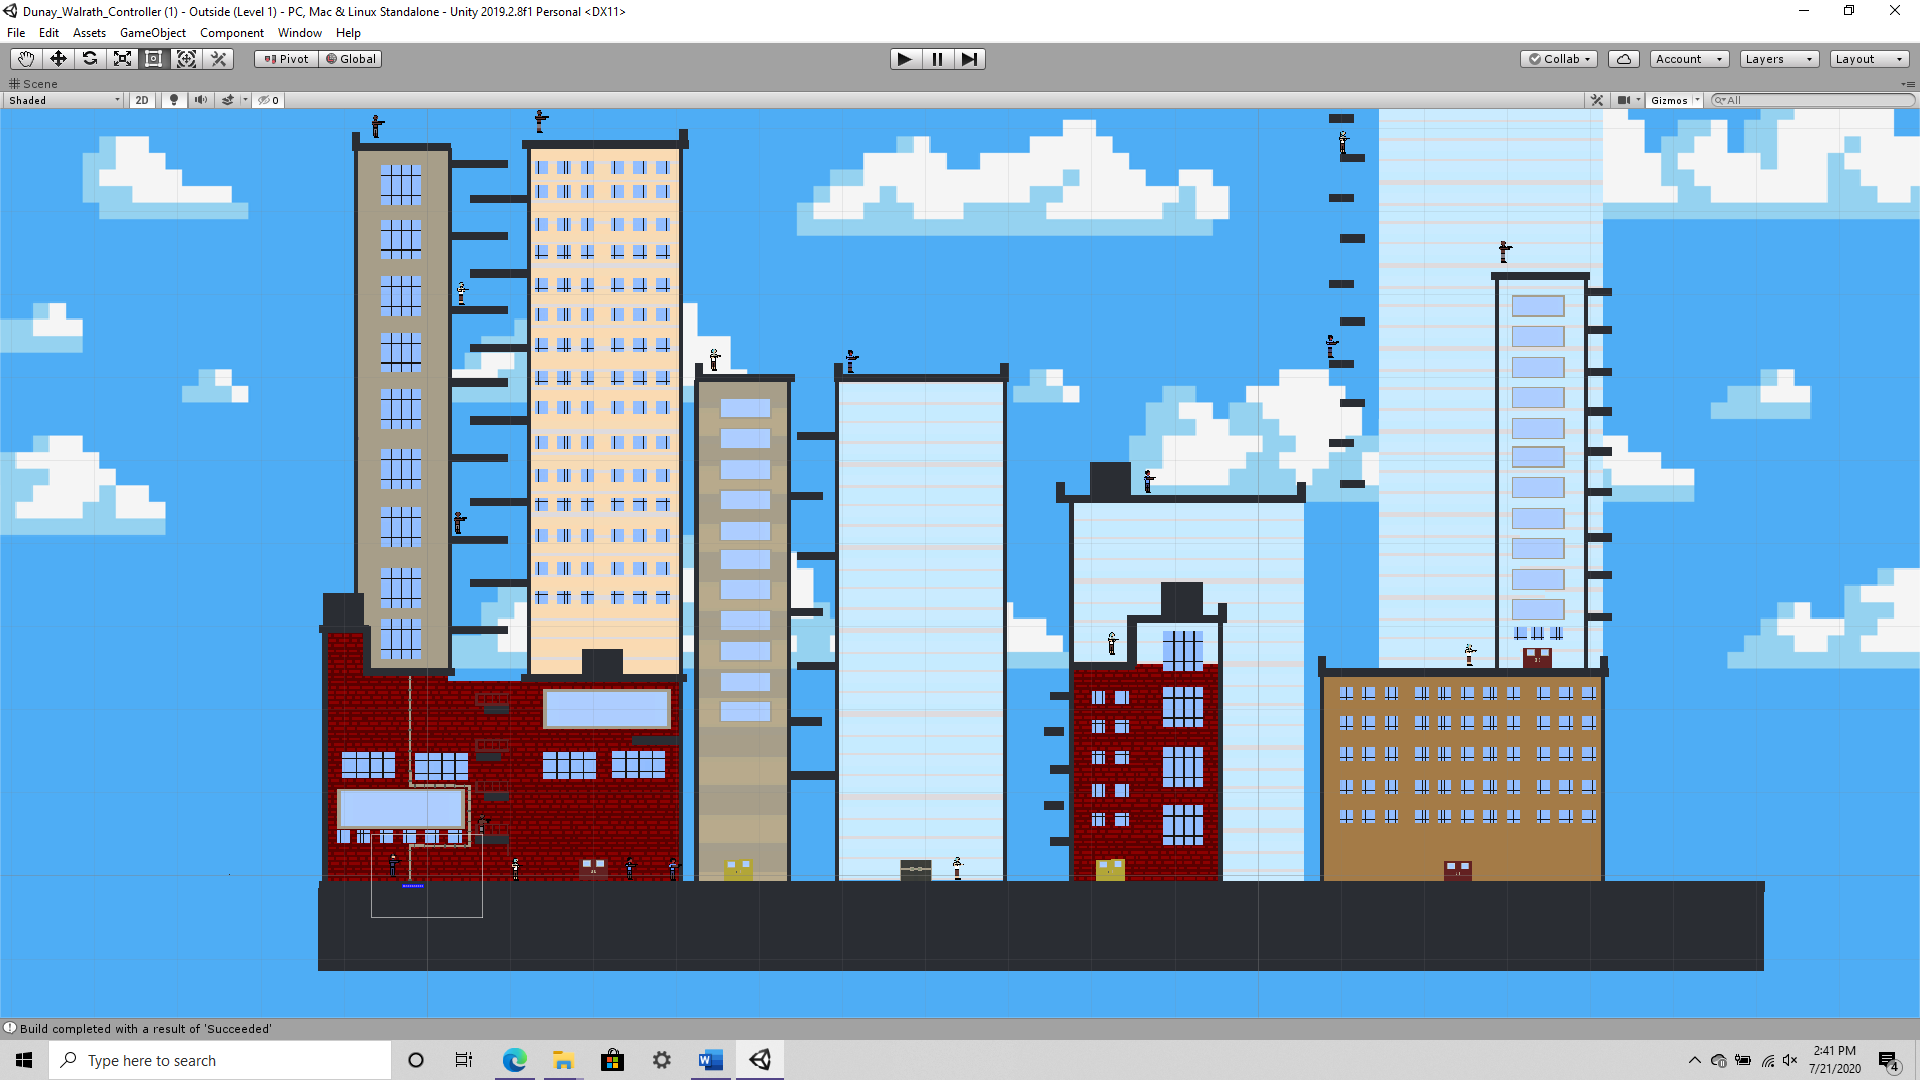 Dunay_Walrath_Controller (1) - Outside (Level 1) - PC, Mac & Linux Standalone - Unity 2019.2.8f1 Personal <DX11>
File Edit Assets GameObject Component Window Help
Pivot Global Collab Account Layers Layout
Scene
Shaded 2D 0 Gizmos All
Build completed with a result of 'Succeeded'
Type here to search
2:41 PM
7/21/2020
4